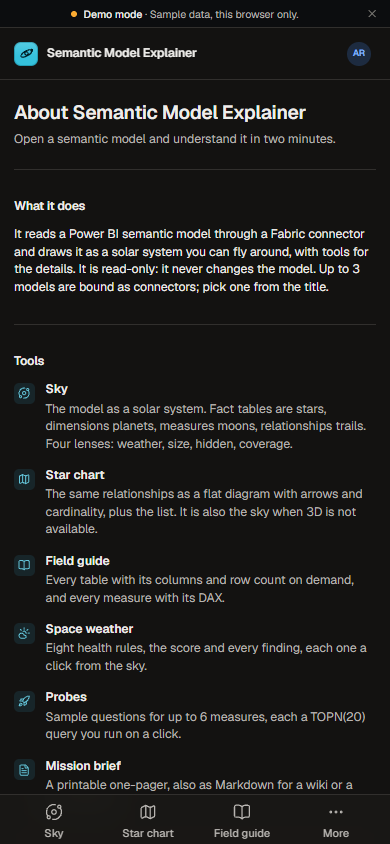 Demo mode · Sample data, this browser only.
Semantic Model Explainer
AR
About Semantic Model Explainer
Open a semantic model and understand it in two minutes.
What it does
It reads a Power BI semantic model through a Fabric connector
and draws it as a solar system you can fly around, with tools for
the details. It is read-only: it never changes the model. Up to 3
models are bound as connectors; pick one from the title.
Tools
Sky
The model as a solar system. Fact tables are stars,
dimensions planets, measures moons, relationships trails.
Four lenses: weather, size, hidden, coverage.
Star chart
The same relationships as a flat diagram with arrows and
cardinality, plus the list. It is also the sky when 3D is not
available.
Field guide
Every table with its columns and row count on demand,
and every measure with its DAX.
Space weather
Eight health rules, the score and every finding, each one a
click from the sky.
Probes
Sample questions for up to 6 measures, each a TOPN(20)
query you run on a click.
Mission brief
A printable one-pager, also as Markdown for a wiki or a
Sky
Star chart
Field guide
More